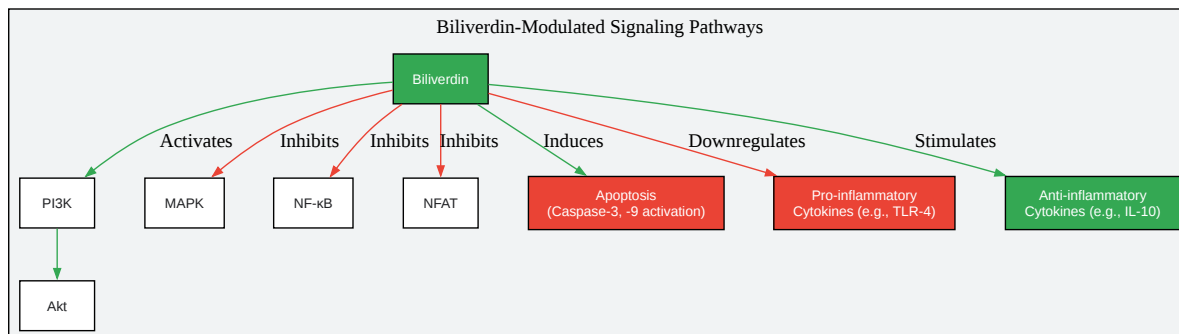 Biliverdin-Modulated Signaling Pathways
Biliverdin
Activates
Inhibits
Inhibits
Inhibits
Induces
Downregulates
Stimulates
PI3K
MAPK
NF-κB
NFAT
Apoptosis
(Caspase-3, -9 activation)
Pro-inflammatory
Cytokines (e.g., TLR-4)
Anti-inflammatory
Cytokines (e.g., IL-10)
Akt